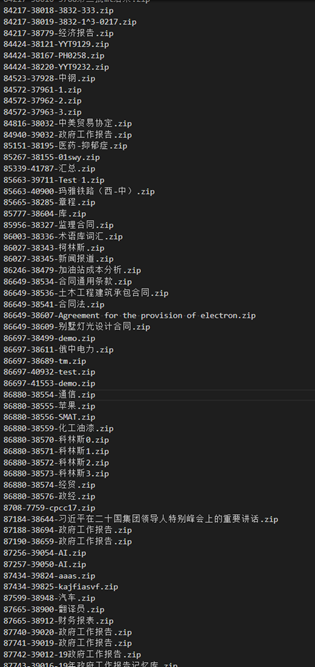 84217-38018-3832-333.zip
84217-38019-3832-1^3-0217.zip
84217-38779-经济报告.zip
84424-38121-YYT9129.zip
84424-38167-PH0258.zip
84424-38220-YYT9232.zip
84523-37928-中钢.zip
84572-37961-1.zip
84572-37962-2.zip
84572-37963-3.zip
84816-38032-中美贸易协定.zip
84940-39032-政府工作报告.zip
85151-38195-医药-抑郁症.zip
85267-38155-01swy.zip
85339-41787-汇总.zip
85663-39711-Test 1.zip
85663-40900-玛雅铁路（西-中）.zip
85665-38285-章程.zip
85777-38604-库.zip
85956-38327-监理合同.zip
86003-38336-术语库词汇.zip
86027-38343-柯林斯.zip
86027-38345-新闻报道.zip
86246-38479-加油站成本分析.zip
86649-38534-合同通用条款.zip
86649-38536-土木工程建筑承包合同.zip
86649-38541-合同法.zip
86649-38607-Agreement for the provision of electron.zip
86649-38609-别墅灯光设计合同.zip
86697-38499-demo.zip
86697-38611-俄中电力.zip
86697-38689-tm.zip
86697-40932-test.zip
86697-41553-demo.zip
86880-38554-通信.zip
86880-38555-苹果.zip
86880-38556-SMAT.zip
86880-38559-化工油漆.zip
86880-38570-科林斯0.zip
86880-38571-科林斯1.zip
86880-38572-科林斯2.zip
86880-38573-科林斯3.zip
86880-38574-经贸.zip
86880-38576-政经.zip
8708-7759-cpcc17.zip
87184-38644-习近平在二十国集团领导人特别峰会上的重要讲话.zip
87188-38694-政府工作报告.zip
87190-38659-政府工作报告.zip
87256-39054-AI.zip
87257-39050-AI.zip
87434-39824-aaas.zip
87434-39825-kajfiasvf.zip
87599-38948-汽车.zip
87665-38900-翻译员.zip
87665-38912-财务报表.zip
87740-39020-政府工作报告.zip
87741-39019-政府工作报告.zip
87742-39012-19政府工作报告.zip
87743-39016-19年政府工作报告记忆库.zip